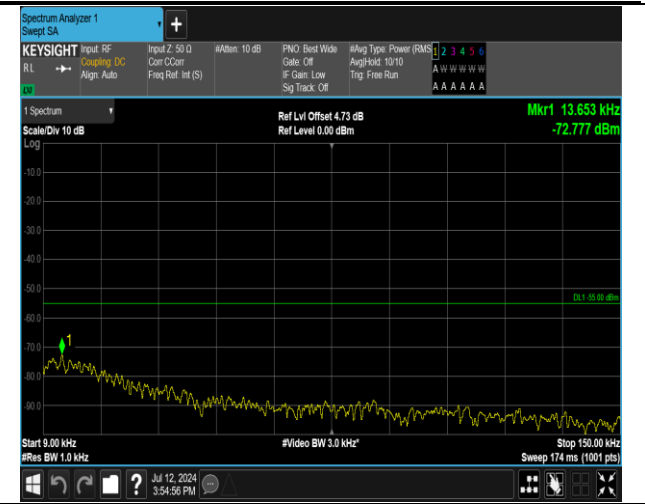 Spectrum Analyzer 1
Swept SA
+
KEYSIGHT Input: RF Input Z: 50 Ω #Atten: 10 dB PNO: Best Wide #Avg Type: Power (RMS 1 2 3 4 5 6
RL Coupling: DC Corr CCorr Gate: Off Avg|Hold: 10/10 A W W W W W
Align: Auto Freq Ref: Int (S) IF Gain: Low Trig: Free Run
Sig Track: Off A A A A A A
LXI
1 Spectrum Ref Lvl Offset 4.73 dB Mkr1 13.653 kHz
Scale/Div 10 dB Ref Level 0.00 dBm -72.777 dBm
Log
-10.0
-20.0
-30.0
-40.0
-50.0
DL1 -55.00 dBm
-60.0
1
-70.0
-80.0
-90.0
Start 9.00 kHz #Video BW 3.0 kHz* Stop 150.00 kHz
#Res BW 1.0 kHz Sweep 174 ms (1001 pts)
? Jul 12, 2024
3:54:56 PM